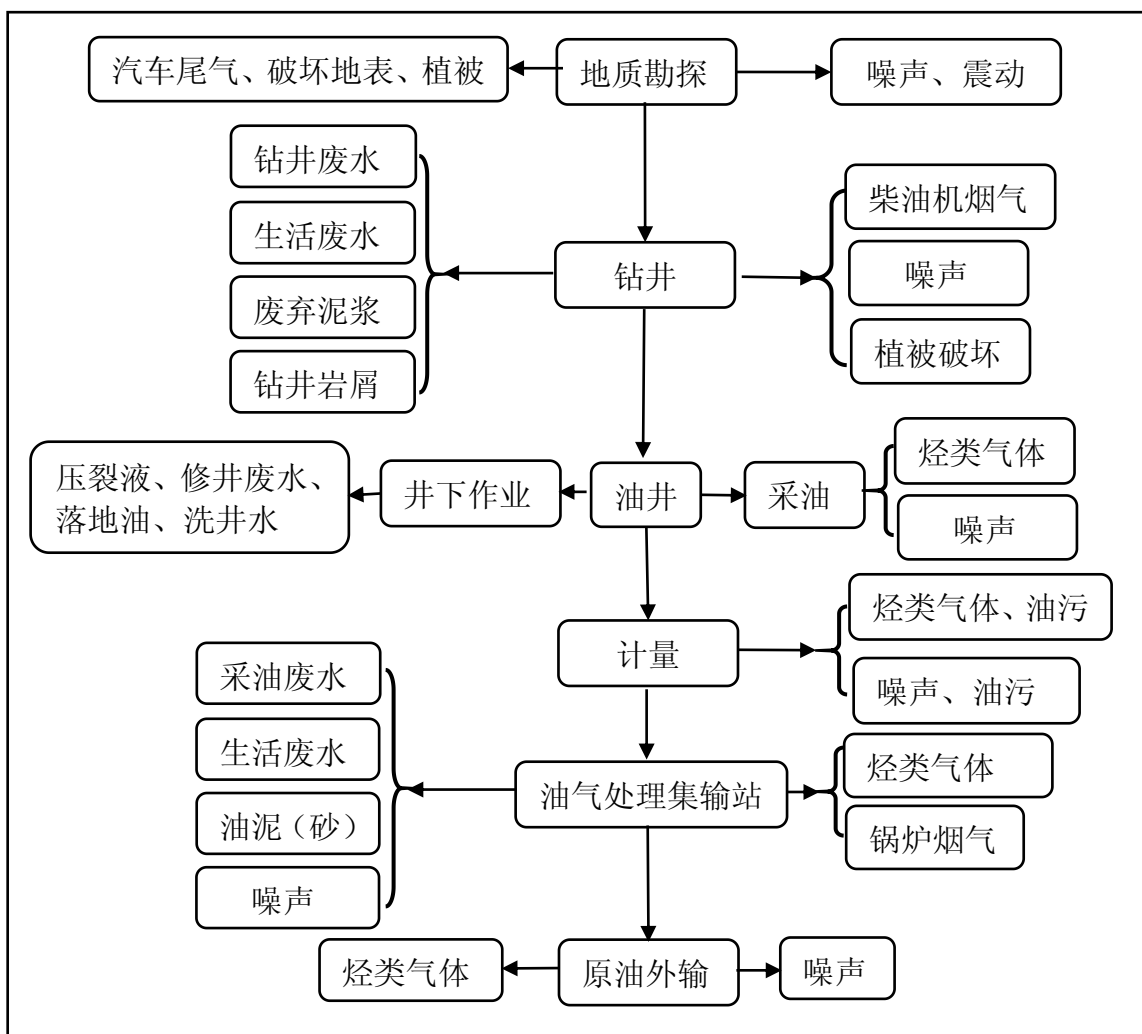 汽车尾气、破坏地表、植被
地质勘探
噪声、震动
钻井废水
生活废水
废弃泥浆
钻井岩屑
钻井
柴油机烟气
噪声
植被破坏
压裂液、修井废水、
落地油、洗井水
井下作业
油井
采油
烃类气体
噪声
计量
烃类气体、油污
噪声、油污
采油废水
生活废水
油泥（砂）
噪声
油气处理集输站
烃类气体
锅炉烟气
烃类气体
原油外输
噪声